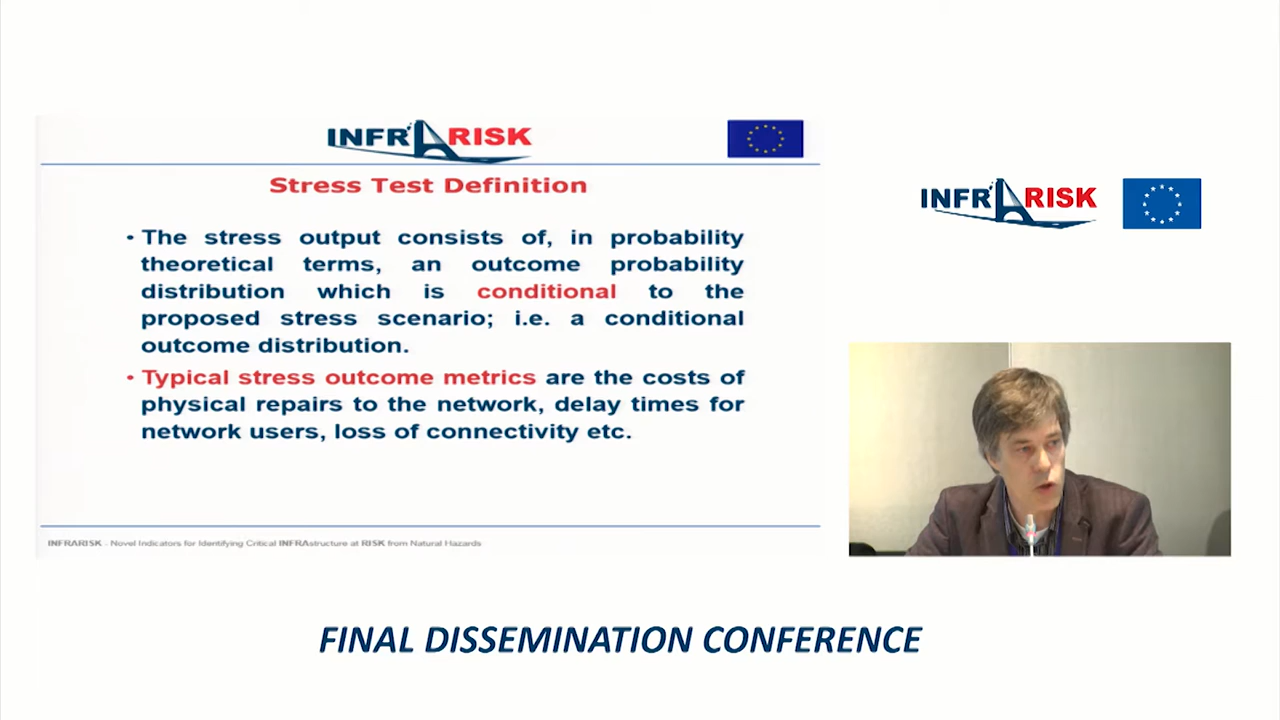 INFRARISK
Stress Test Definition
• The stress output consists of, in probability
theoretical terms, an outcome probability
distribution which is conditional to the
proposed stress scenario; i.e. a conditional
outcome distribution.
• Typical stress outcome metrics are the costs of
physical repairs to the network, delay times for
network users, loss of connectivity etc.
INFRARISK - Novel Indicators for Identifying Critical INFRAstructure at RISK from Natural Hazards
INFRARISK
FINAL DISSEMINATION CONFERENCE